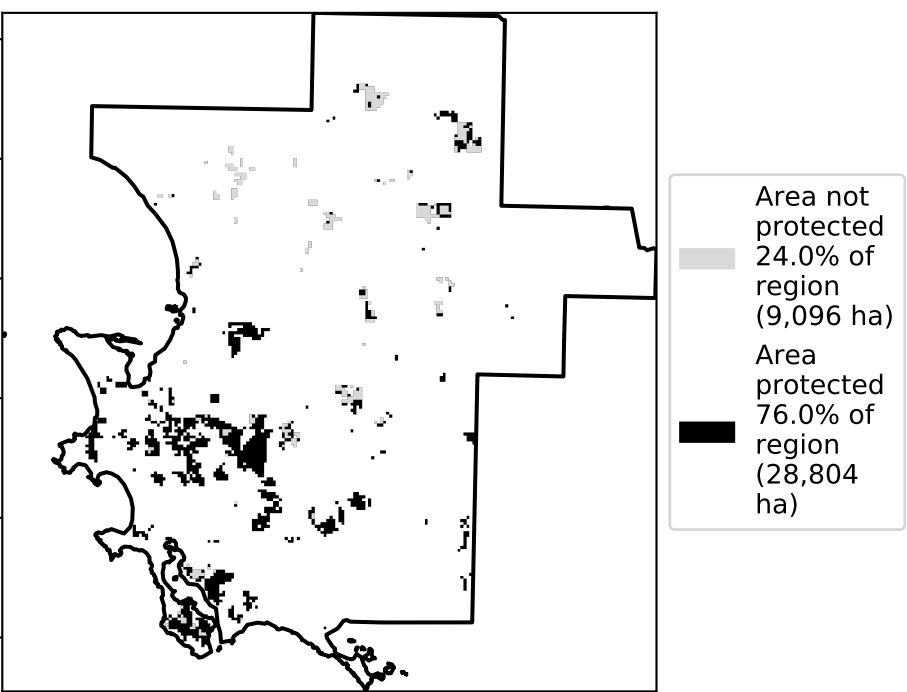 Area not
protected
24.0% of
region
(9,096 ha)
Area
protected
76.0% of
region
(28,804
ha)